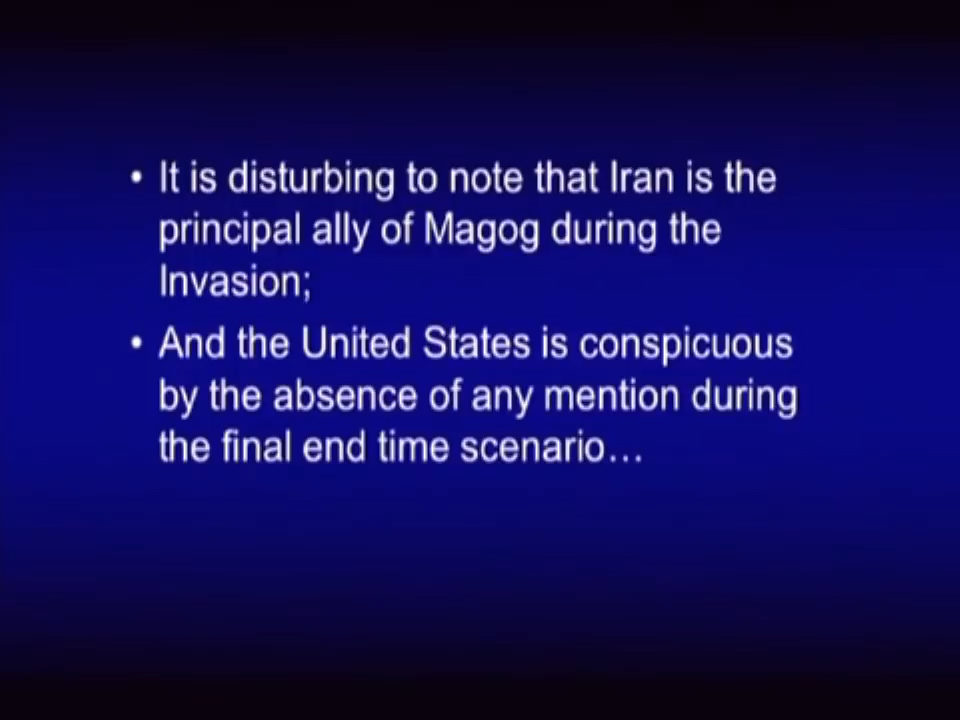 • It is disturbing to note that Iran is the
principal ally of Magog during the
Invasion;
• And the United States is conspicuous
by the absence of any mention during
the final end time scenario…